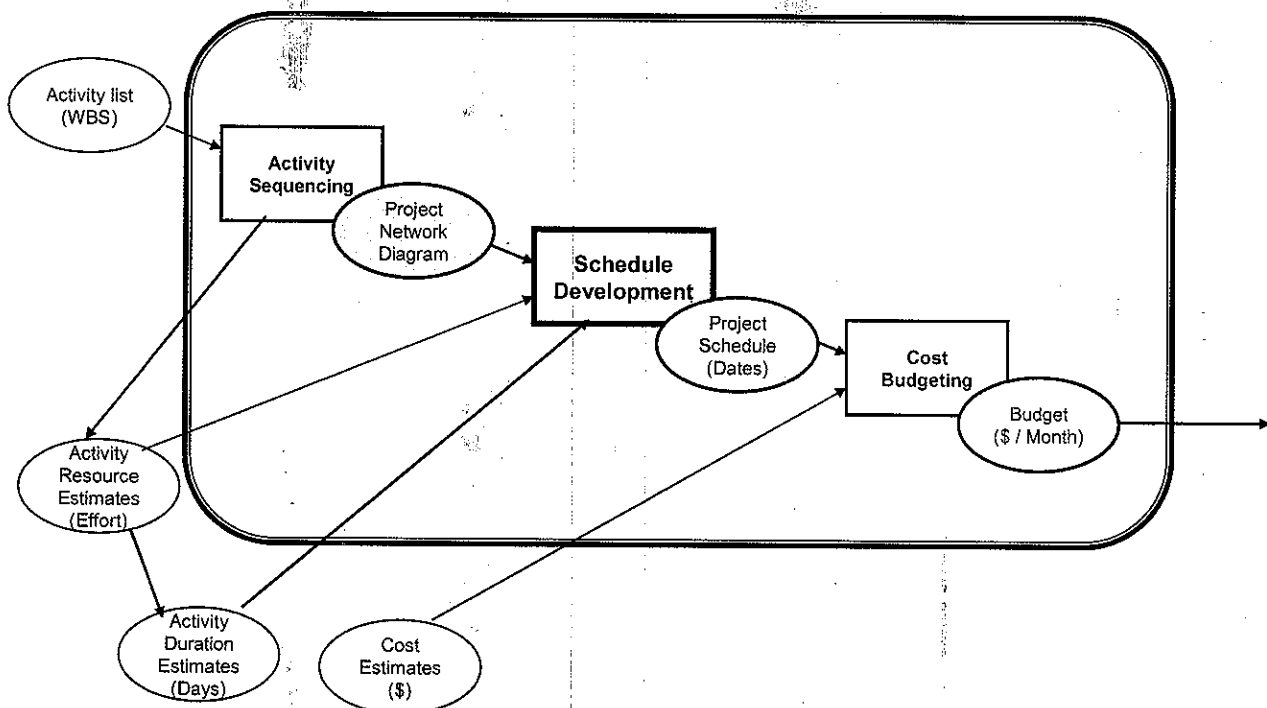 Activity list
(WBS)
Activity
Sequencing
Project
Network
Diagram
Schedule
Development
Project
Schedule
(Dates)
Cost
Budgeting
Budget
($ / Month)
Activity
Resource
Estimates
(Effort)
Activity
Duration
Estimates
(Days)
Cost
Estimates
($)